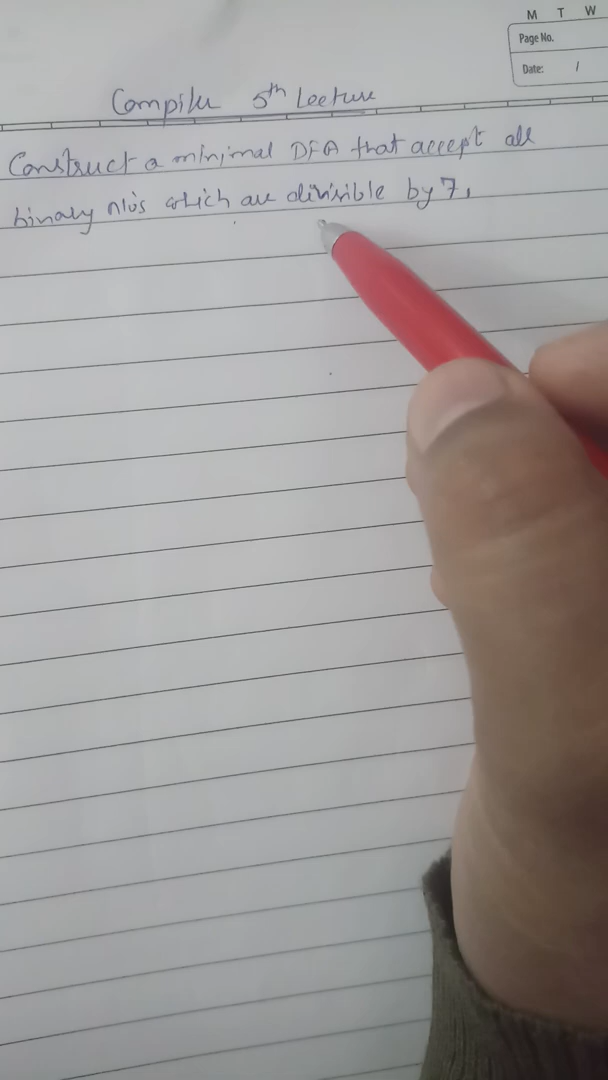 M T W
Page No.
Date: /
Compiler 5th Lecture
Construct a minimal DFA that accept all
binary no's which are divisible by 7.